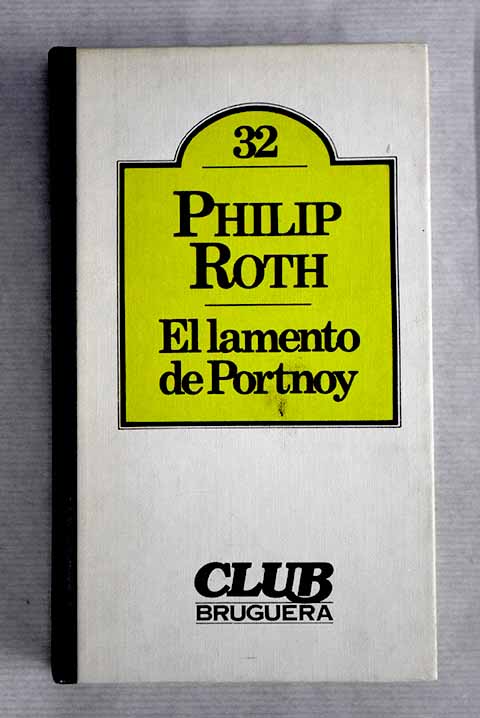 32
PHILIP
ROTH
El lamento
de Portnoy
CLUB
BRUGUERA